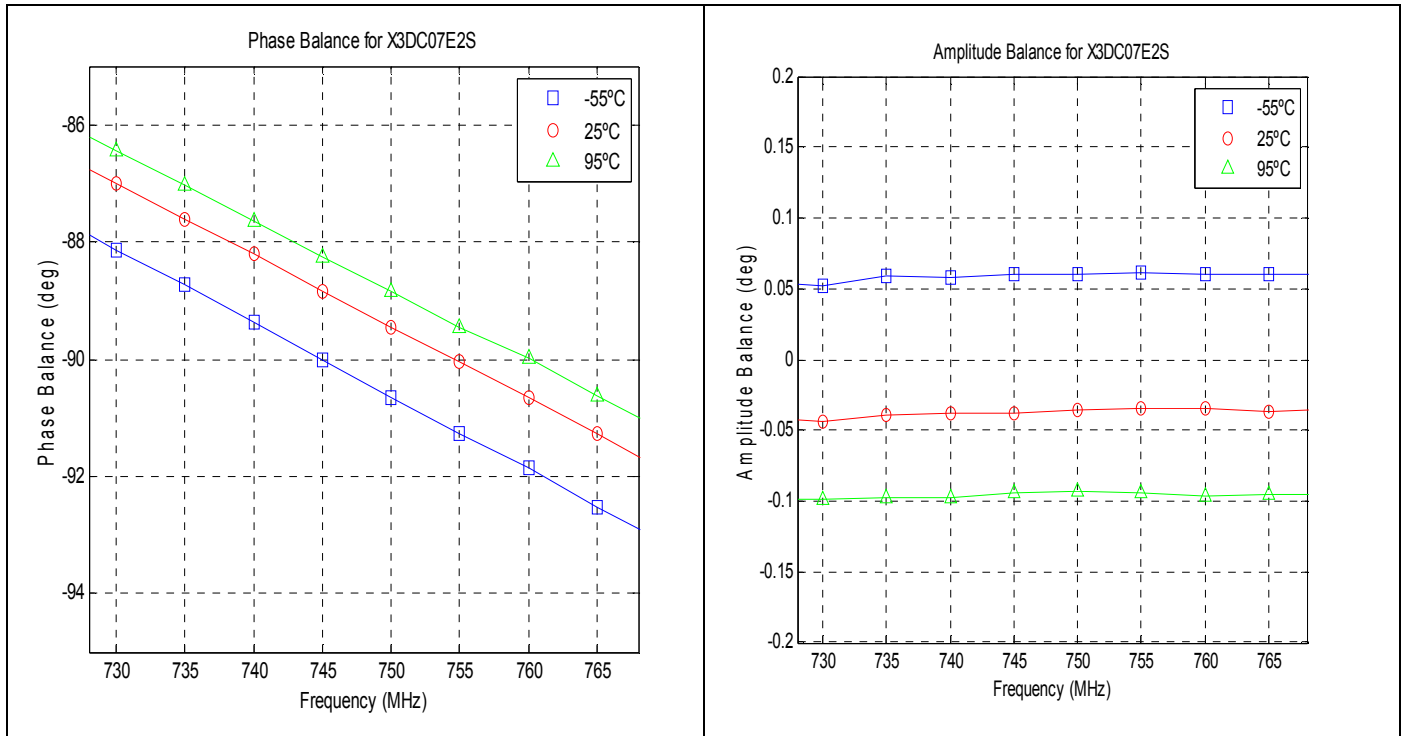 Phase Balance for X3DC07E2S
-55ºC
25ºC
95ºC
-86
-88
-90
-92
-94
Phase Balance (deg)
730 735 740 745 750 755 760 765
Frequency (MHz)
Amplitude Balance for X3DC07E2S
-55ºC
25ºC
95ºC
0.2
0.15
0.1
0.05
0
-0.05
-0.1
-0.15
-0.2
Amplitude Balance (deg)
730 735 740 745 750 755 760 765
Frequency (MHz)